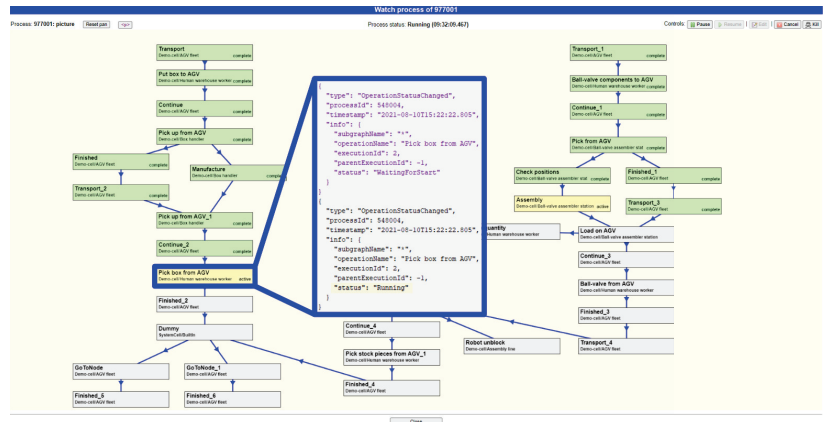 Watch process of 977001
Process: 977001: picture
Reset pan
<p>
Process status: Running (09:32:09.467)
Controls:
Pause
Resume
Edit
Cancel
Kill
Transport
Demo-cell/AGV fleet complete
Put box to AGV
Demo-cell/Human warehouse worker complete
Continue
Demo-cell/AGV fleet complete
Pick up from AGV
Demo-cell/Box handler complete
Finished
Demo-cell/AGV fleet complete
Manufacture
Demo-cell/Box handler complete
Transport_2
Demo-cell/AGV fleet complete
Pick up from AGV_1
Demo-cell/Box handler complete
Continue_2
Demo-cell/AGV fleet complete
Pick box from AGV
Demo-cell/Human warehouse worker active
Finished_2
Demo-cell/AGV fleet
Dummy
SystemCell/BuiltIn
GoToNode
Demo-cell/AGV fleet
GoToNode_1
Demo-cell/AGV fleet
Finished_5
Demo-cell/AGV fleet
Finished_6
Demo-cell/AGV fleet
{
"type": "OperationStatusChanged",
"processId": 548004,
"timestamp": "2021-08-10T15:22:22.805",
"info": {
"subgraphName": "*",
"operationName": "Pick box from AGV",
"executionId": 2,
"parentExecutionId": -1,
"status": "WaitingForStart"
}
}
{
"type": "OperationStatusChanged",
"processId": 548004,
"timestamp": "2021-08-10T15:22:22.805",
"info": {
"subgraphName": "*",
"operationName": "Pick box from AGV",
"executionId": 2,
"parentExecutionId": -1,
"status": "Running"
}
}
Continue_4
Demo-cell/AGV fleet
Pick stock pieces from AGV_1
Demo-cell/Human warehouse worker
Finished_4
Demo-cell/AGV fleet
Robot unblock
Demo-cell/Assembly line
Transport_1
Demo-cell/AGV fleet complete
Ball-valve components to AGV
Demo-cell/Human warehouse worker complete
Continue_1
Demo-cell/AGV fleet complete
Pick from AGV
Demo-cell/Ball-valve assembler stat complete
Check positions
Demo-cell/Ball-valve assembler stat complete
Finished_1
Demo-cell/AGV fleet complete
Assembly
Demo-cell/Ball-valve assembler station active
Transport_3
Demo-cell/AGV fleet complete
uantity
Human warehouse worker
Load on AGV
Demo-cell/Ball-valve assembler station
Continue_3
Demo-cell/AGV fleet
Ball-valve from AGV
Demo-cell/Human warehouse worker
Finished_3
Demo-cell/AGV fleet
Transport_4
Demo-cell/AGV fleet
Close